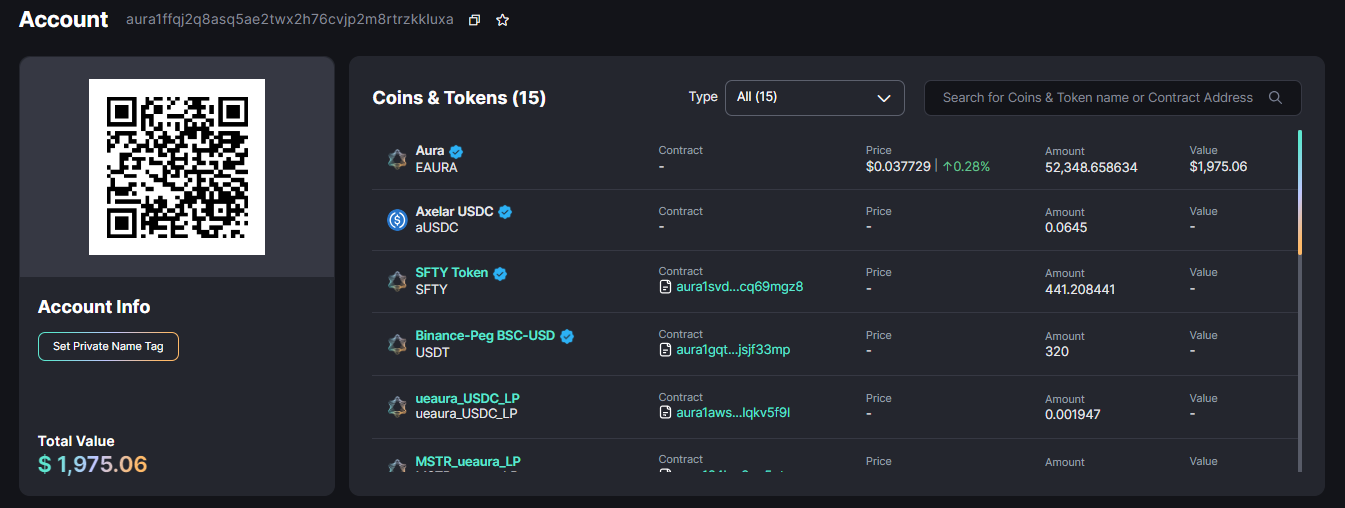 Account aura1ffqj2q8asq5ae2twx2h76cvjp2m8rtrzkkluxa
Coins & Tokens (15) Type All (15) Search for Coins & Token name or Contract Address
Aura Contract Price Amount Value
EAURA - $0.037729 | ↑0.28% 52,348.658634 $1,975.06
Axelar USDC Contract Price Amount Value
aUSDC - - 0.0645 -
SFTY Token Contract Price Amount Value
SFTY aura1svd...cq69mgz8 - 441.208441 -
Account Info
Set Private Name Tag
Binance-Peg BSC-USD Contract Price Amount Value
USDT aura1gqt...jsjf33mp - 320 -
ueaura_USDC_LP Contract Price Amount Value
ueaura_USDC_LP aura1aws...lqkv5f9l - 0.001947 -
Total Value
$ 1,975.06
MSTR_ueaura_LP Contract Price Amount Value